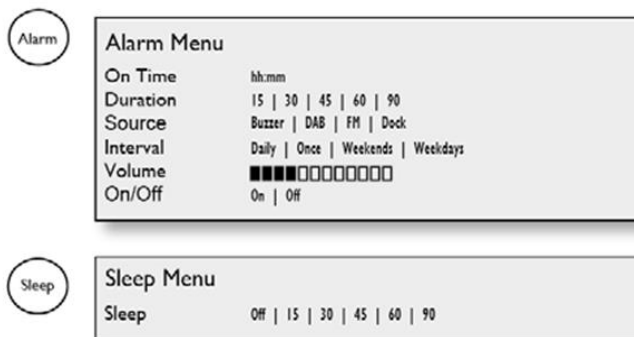 Alarm
Alarm Menu
On Time hh:mm
Duration 15 | 30 | 45 | 60 | 90
Source Buzzer | DAB | FM | Dock
Interval Daily | Once | Weekends | Weekdays
Volume
On/Off On | Off
Sleep
Sleep Menu
Sleep Off | 15 | 30 | 45 | 60 | 90